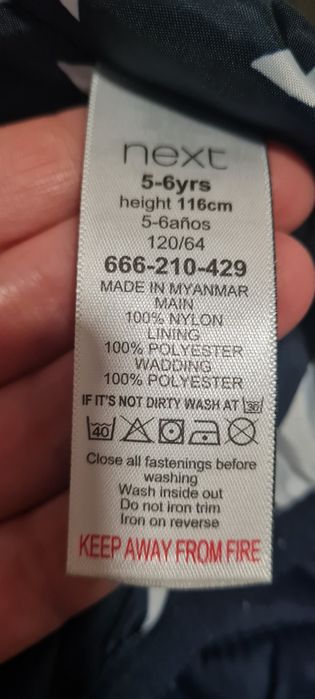 next
5-6yrs
height 116cm
5-6años
120/64
666-210-429
MADE IN MYANMAR
MAIN
100% NYLON
LINING
100% POLYESTER
WADDING
100% POLYESTER
IF IT'S NOT DIRTY WASH AT 30
40
Close all fastenings before
washing
Wash inside out
Do not iron trim
Iron on reverse
KEEP AWAY FROM FIRE